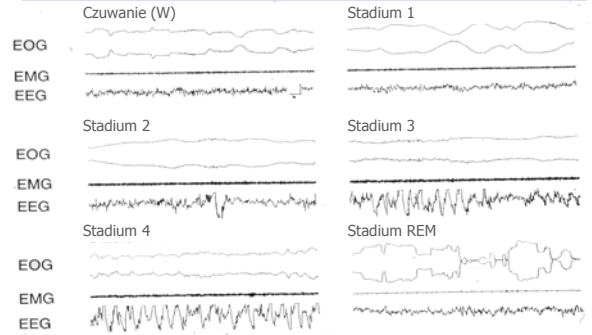 Czuwanie (W) Stadium 1
EOG
EMG
EEG
Stadium 2 Stadium 3
EOG
EMG
EEG
Stadium 4 Stadium REM
EOG
EMG
EEG